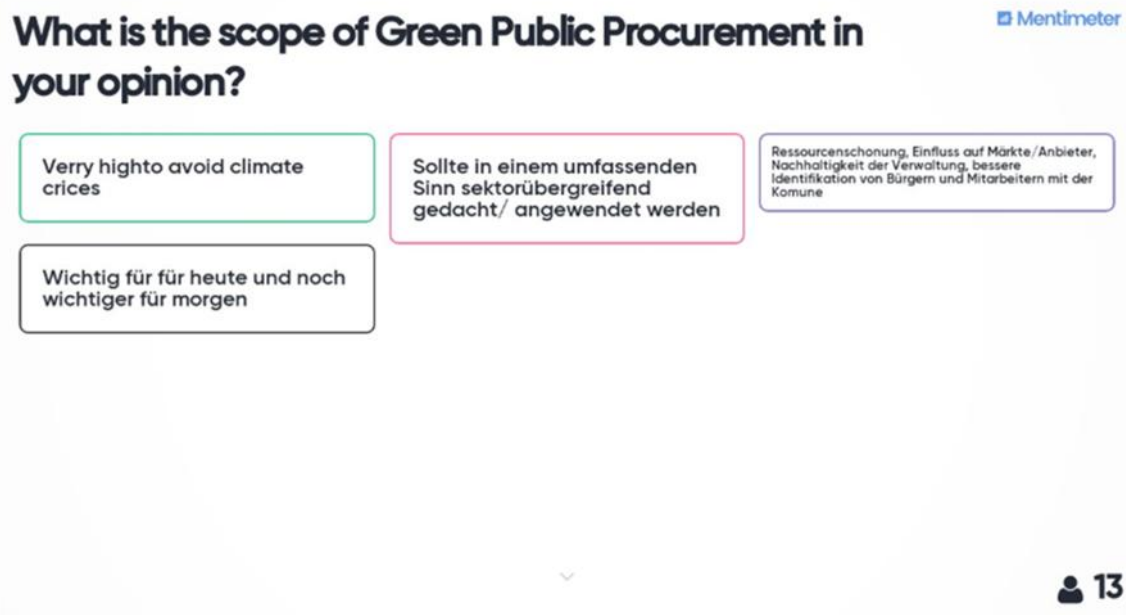 What is the scope of Green Public Procurement in
your opinion?
Mentimeter
Verry highto avoid climate
crices
Sollte in einem umfassenden
Sinn sektorübergreifend
gedacht/ angewendet werden
Ressourcenschonung, Einfluss auf Märkte/Anbieter,
Nachhaltigkeit der Verwaltung, bessere
Identifikation von Bürgern und Mitarbeitern mit der
Komune
Wichtig für für heute und noch
wichtiger für morgen
13